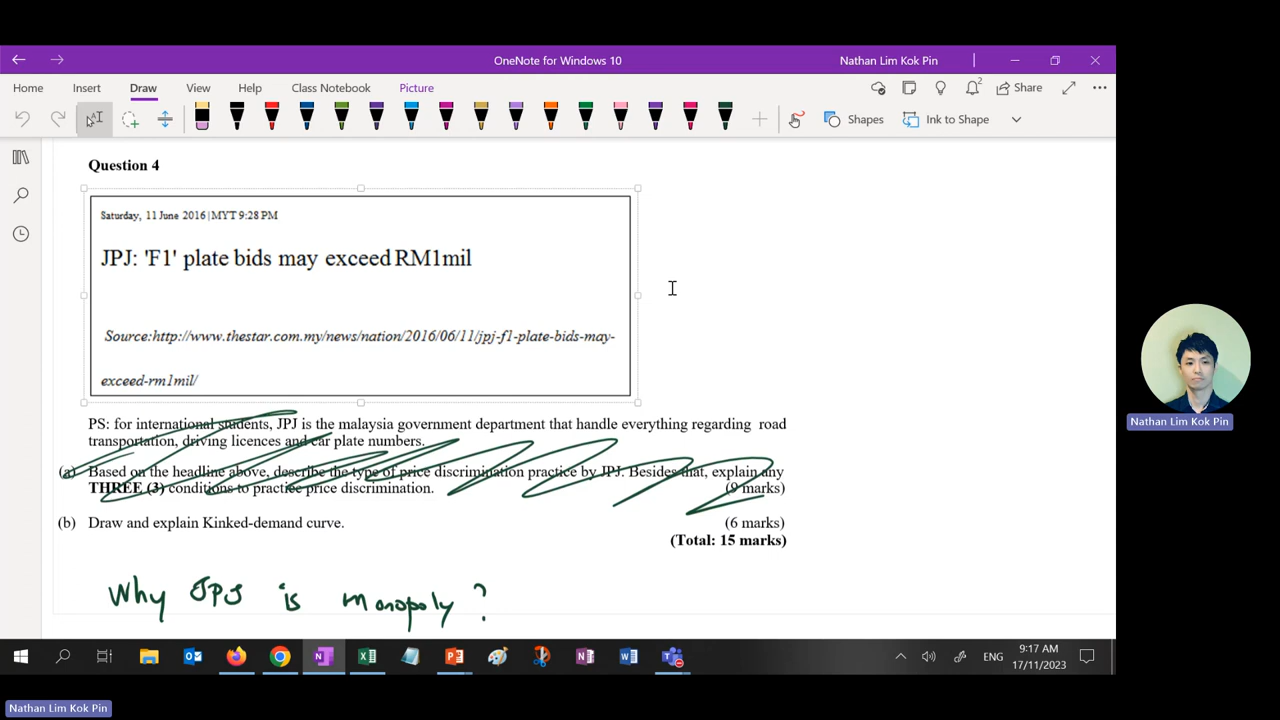 OneNote for Windows 10
Nathan Lim Kok Pin
Home Insert Draw View Help Class Notebook Picture
Share
Shapes Ink to Shape
Question 4
Saturday, 11 June 2016 | MYT 9:28 PM
JPJ: 'F1' plate bids may exceed RM1mil
Source:http://www.thestar.com.my/news/nation/2016/06/11/jpj-f1-plate-bids-may-
exceed-rm1mil/
PS: for international students, JPJ is the malaysia government department that handle everything regarding road
transportation, driving licences and car plate numbers.
(a) Based on the headline above, describe the type of price discrimination practice by JPJ. Besides that, explain any
THREE (3) conditions to practice price discrimination. (9 marks)
(b) Draw and explain Kinked-demand curve. (6 marks)
(Total: 15 marks)
Why JPJ is monopoly?
Nathan Lim Kok Pin
ENG
9:17 AM
17/11/2023
Nathan Lim Kok Pin